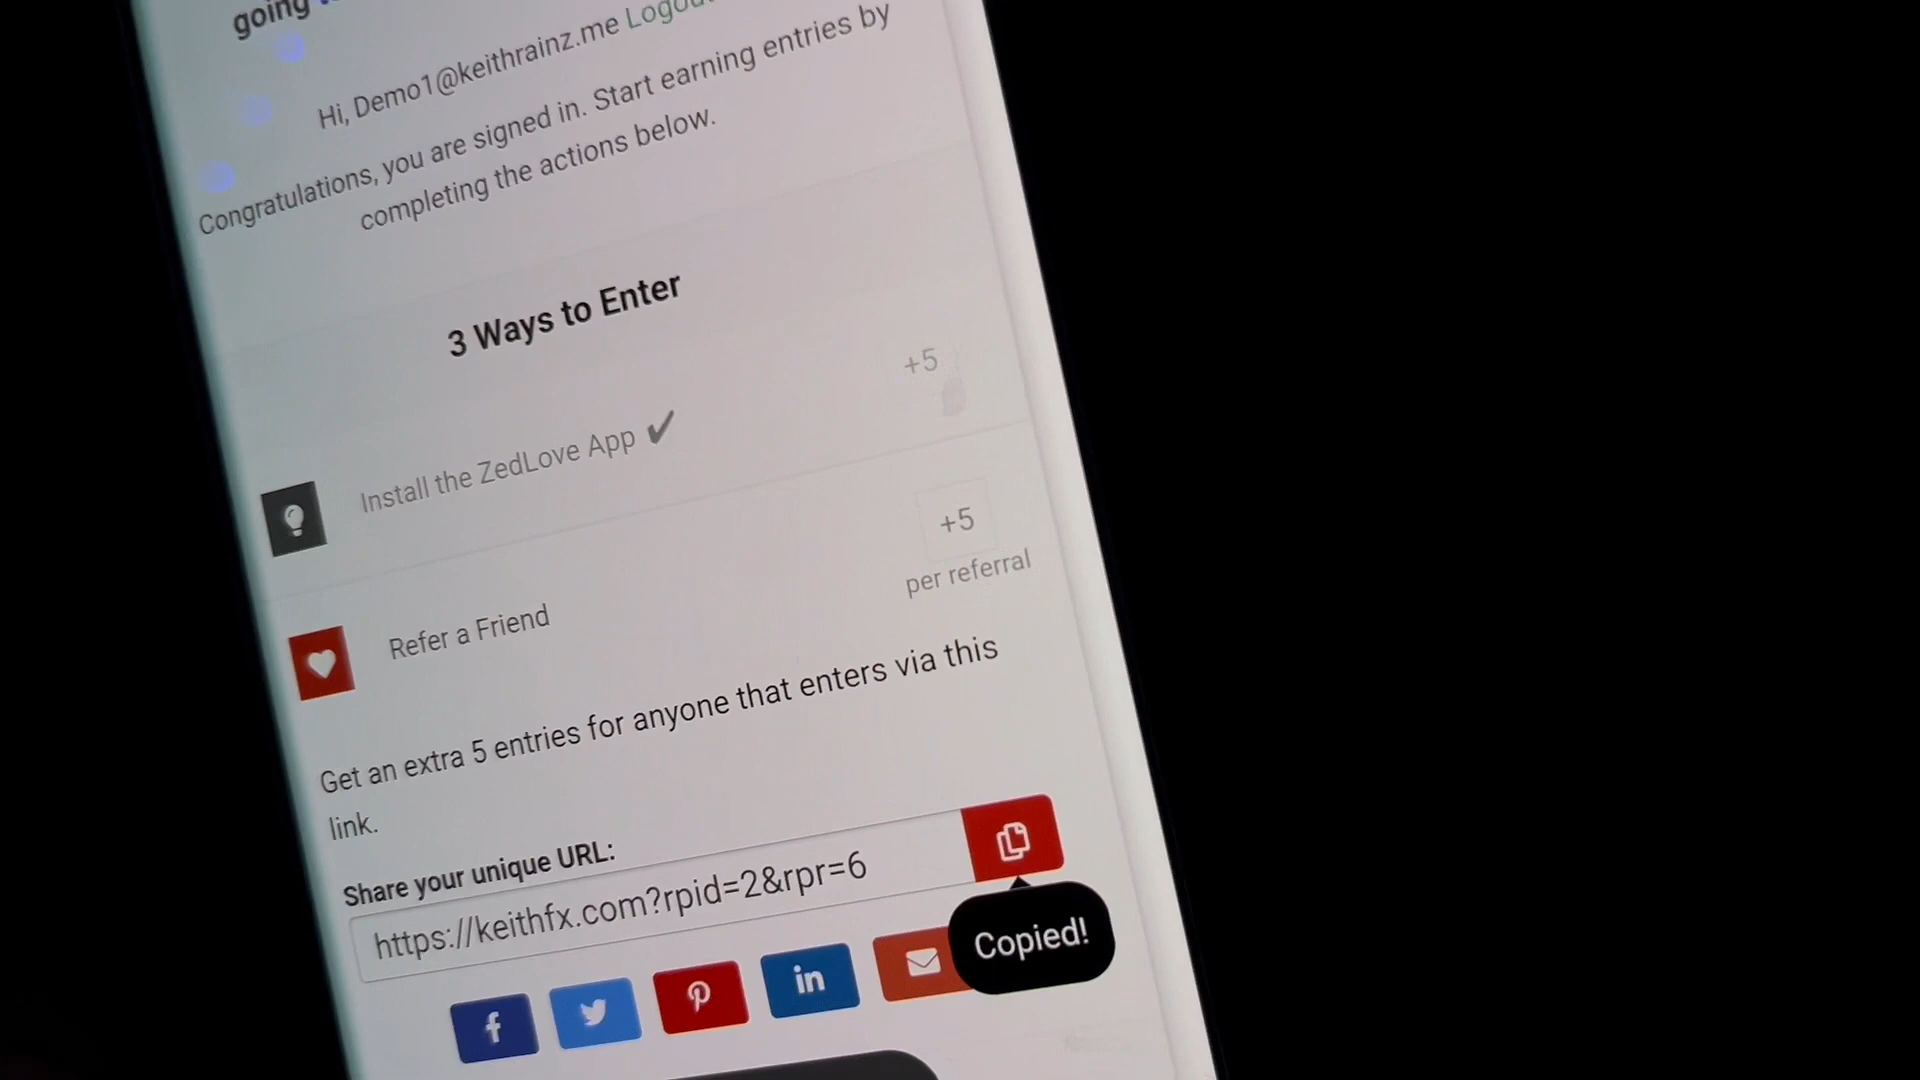 going
Hi, Demo1@keithrainz.me Logout
Congratulations, you are signed in. Start earning entries by
completing the actions below.
3 Ways to Enter
+5
Install the ZedLove App ✔
+5
per referral
Refer a Friend
Get an extra 5 entries for anyone that enters via this
link.
Share your unique URL:
https://keithfx.com?rpid=2&rpr=6
Copied!
f
in